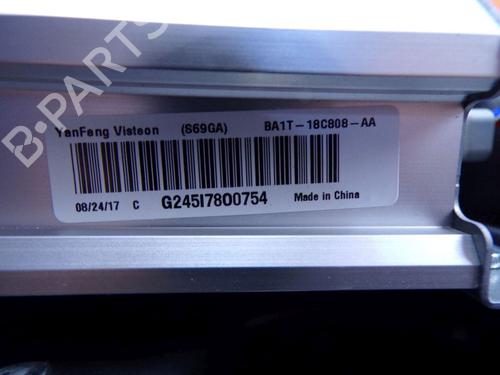 B-PARTS
YanFeng Visteon (S69GA) BA1T-18C808-AA
08/24/17 C G245I7800754 Made in China